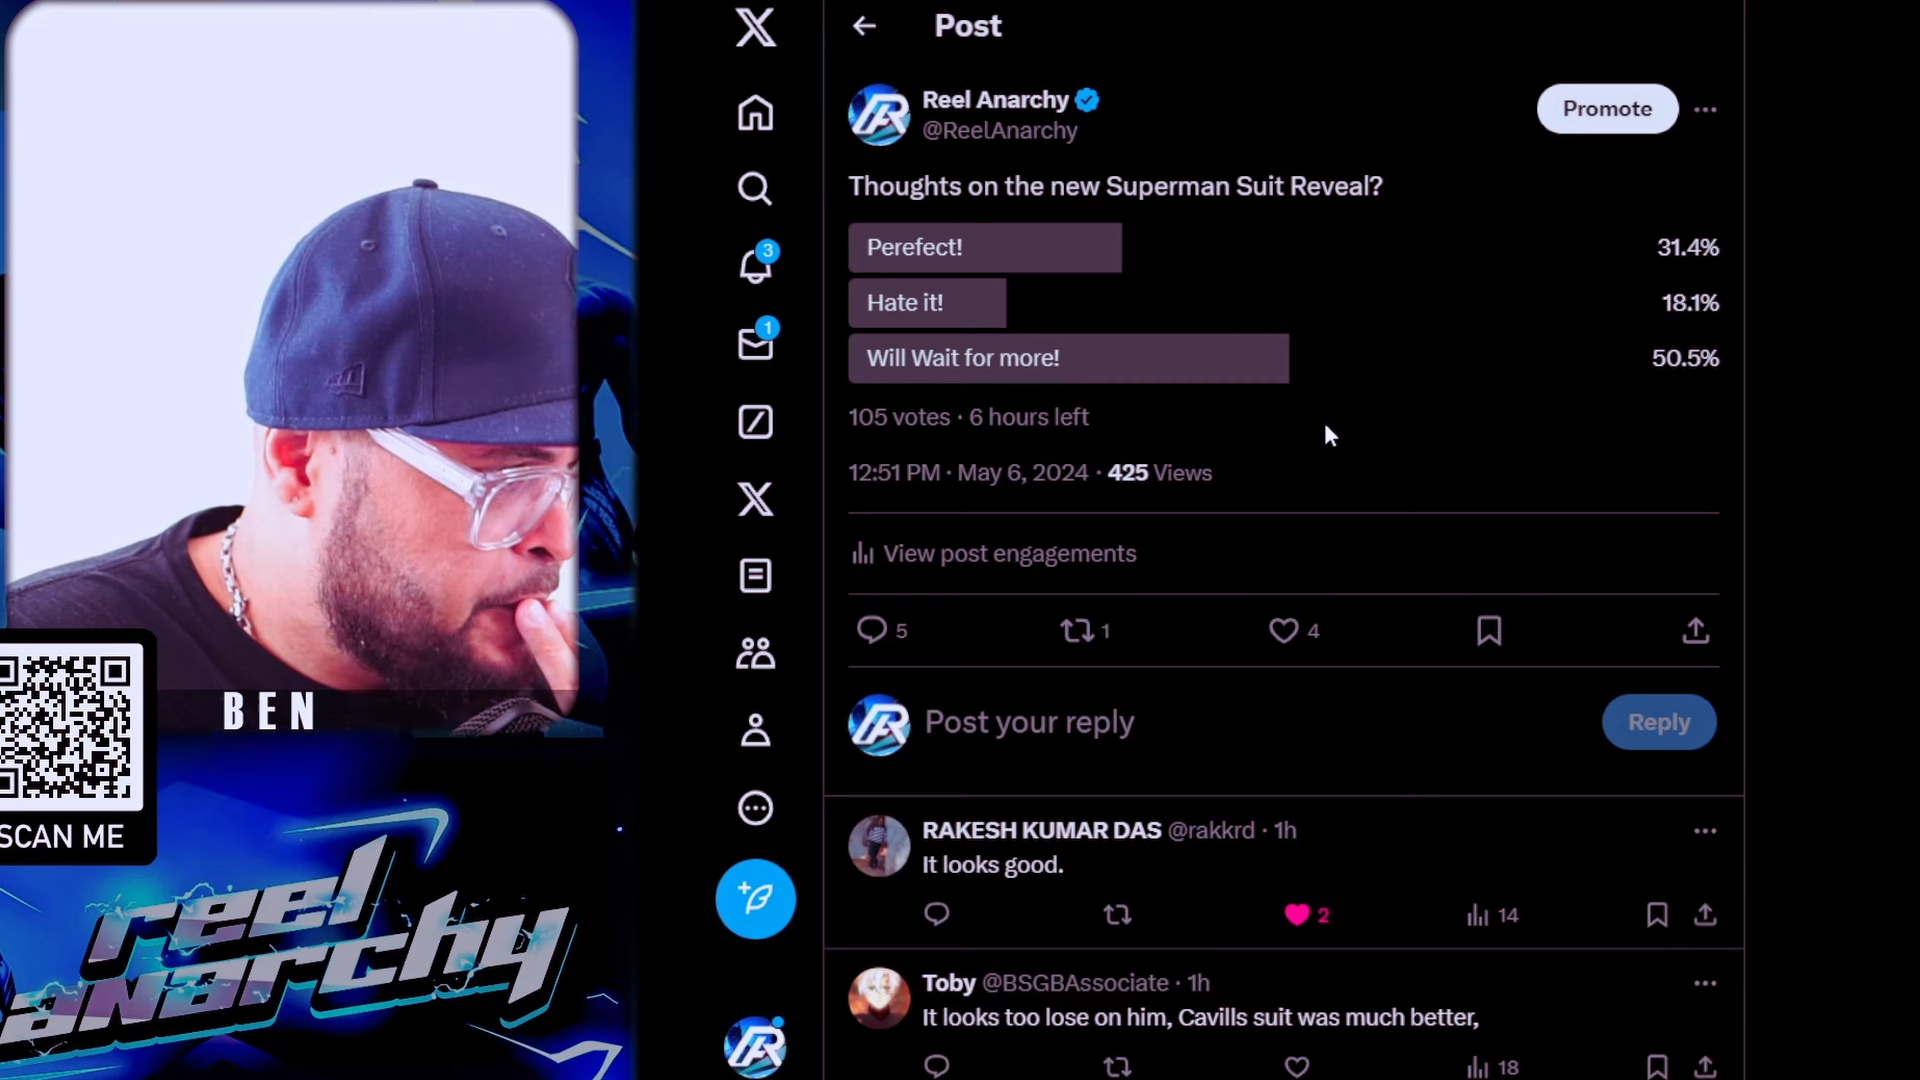 Post
Reel Anarchy
@ReelAnarchy
Promote
Thoughts on the new Superman Suit Reveal?
Perefect! 31.4%
Hate it! 18.1%
Will Wait for more! 50.5%
105 votes · 6 hours left
12:51 PM · May 6, 2024 · 425 Views
View post engagements
5 1 4
Post your reply
Reply
RAKESH KUMAR DAS @rakkrd · 1h
It looks good.
2 14
Toby @BSGBAssociate · 1h
It looks too lose on him, Cavills suit was much better,
18
3
1
BEN
SCAN ME
reel
anarchy